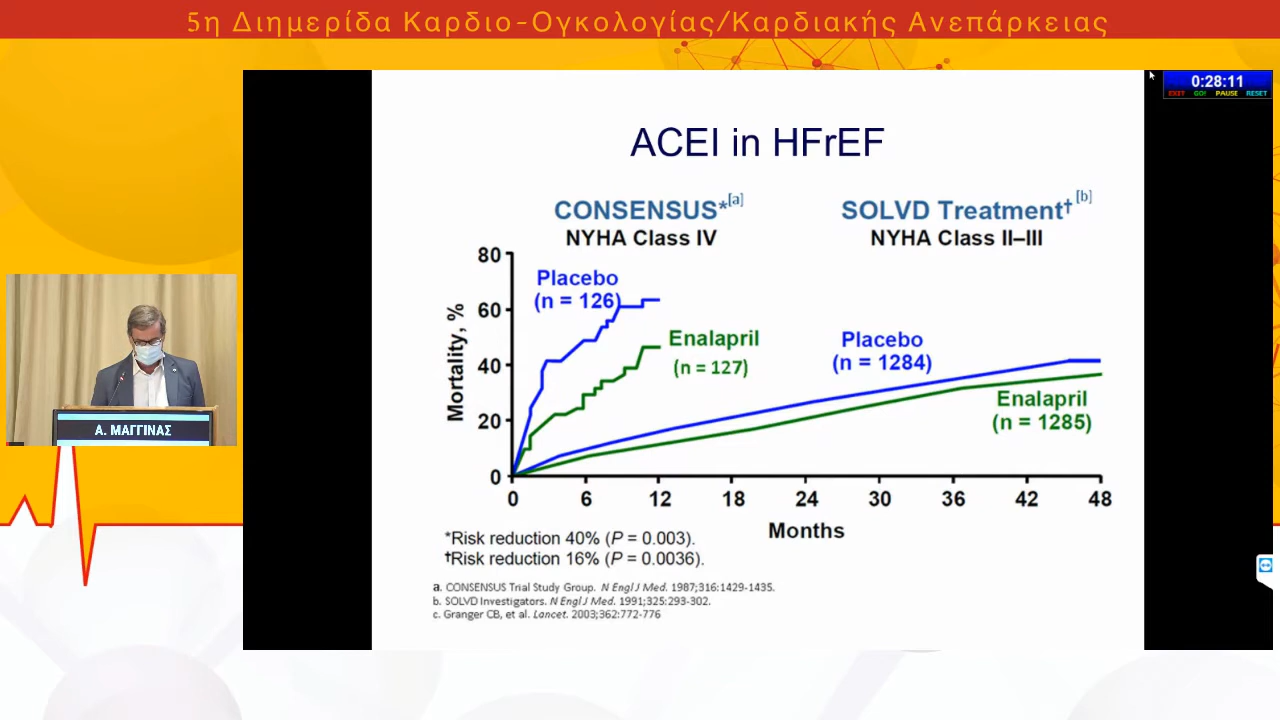 5η Διημερίδα Καρδιο-Ογκολογίας/Καρδιακής Ανεπάρκειας
0:28:11
EXIT GO! PAUSE RESET
ACEI in HFrEF
CONSENSUS*[a]
NYHA Class IV
SOLVD Treatment†[b]
NYHA Class II–III
Mortality, %
80
60
40
20
0
Placebo
(n = 126)
Enalapril
(n = 127)
Placebo
(n = 1284)
Enalapril
(n = 1285)
0 6 12 18 24 30 36 42 48
Months
*Risk reduction 40% (P = 0.003).
†Risk reduction 16% (P = 0.0036).
a. CONSENSUS Trial Study Group. N Engl J Med. 1987;316:1429-1435.
b. SOLVD Investigators. N Engl J Med. 1991;325:293-302.
c. Granger CB, et al. Lancet. 2003;362:772-776
Α. ΜΑΓΓΙΝΑΣ